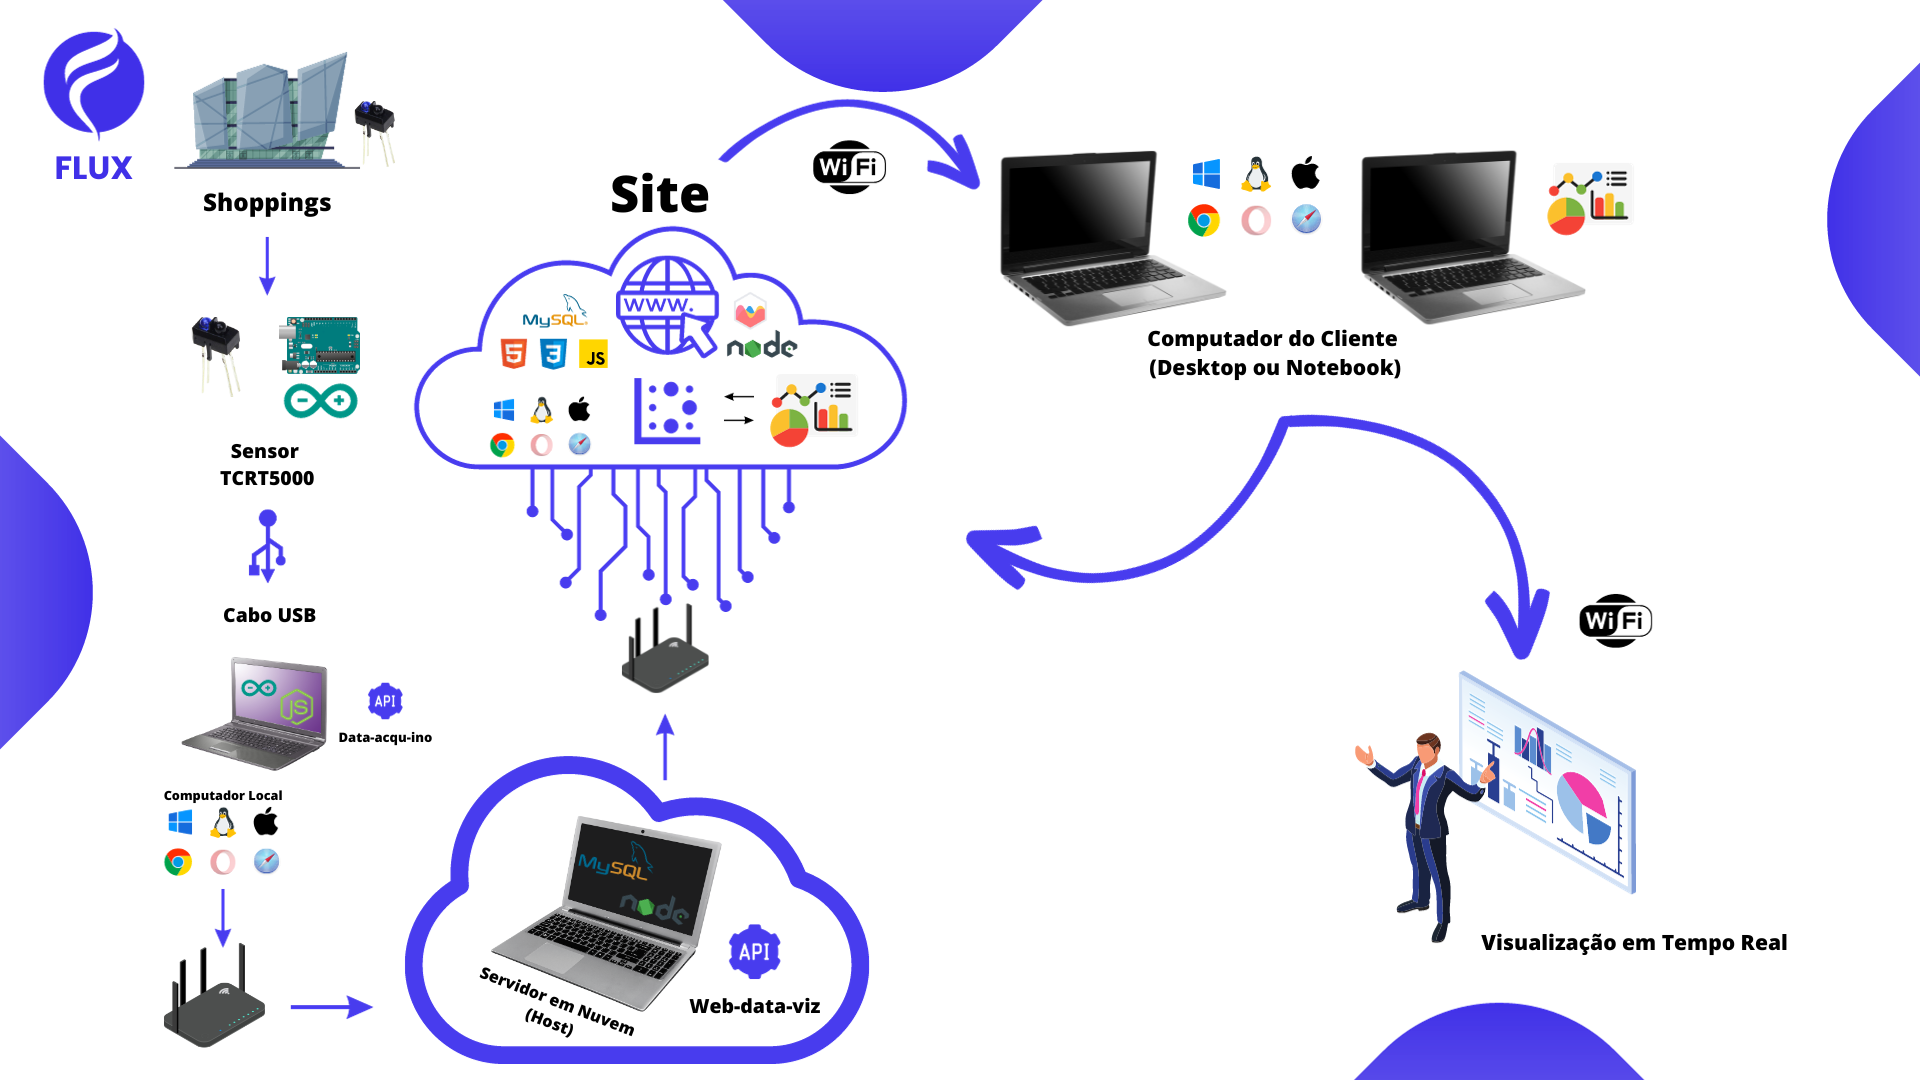 FLUX
Shoppings
Sensor
TCRT5000
Cabo USB
JS
API
Data-acqu-ino
Computador Local
MySQL
node
Servidor em Nuvem
(Host)
API
Web-data-viz
Site
WWW.
MySQL
5
3
JS
node
WiFi
Computador do Cliente
(Desktop ou Notebook)
WiFi
Visualização em Tempo Real